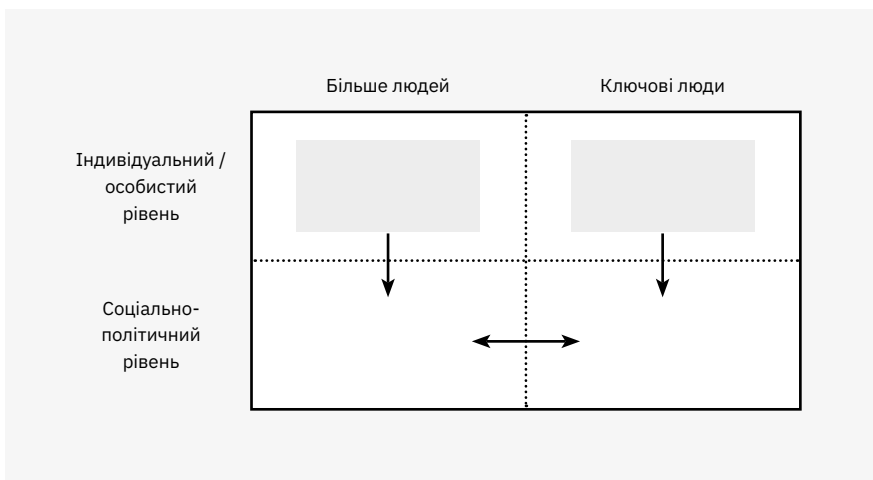 Більше людей
Ключові люди
Індивідуальний /
особистий
рівень
Соціально-
політичний
рівень